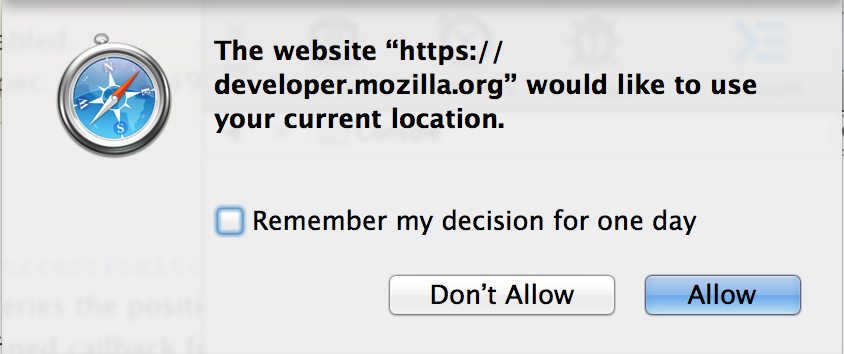 The website “https://
developer.mozilla.org” would like to use
your current location.
Remember my decision for one day
Don’t Allow
Allow